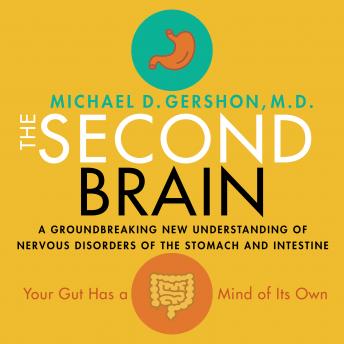 MICHAEL D. GERSHON, M.D.
THE SECOND
BRAIN
A GROUNDBREAKING NEW UNDERSTANDING OF
NERVOUS DISORDERS OF THE STOMACH AND INTESTINE
Your Gut Has a Mind of Its Own